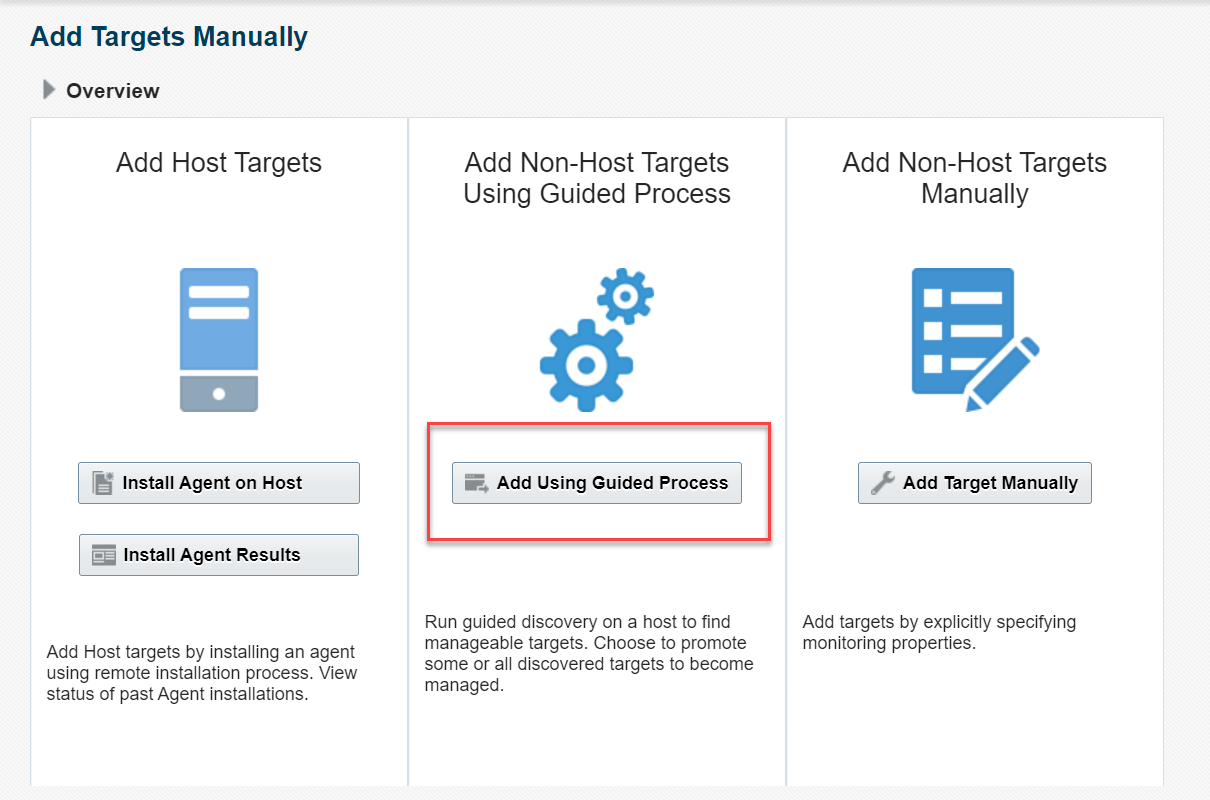 Add Targets Manually
Overview
Add Host Targets
Install Agent on Host
Install Agent Results
Add Host targets by installing an agent
using remote installation process. View
status of past Agent installations.
Add Non-Host Targets
Using Guided Process
Add Using Guided Process
Run guided discovery on a host to find
manageable targets. Choose to promote
some or all discovered targets to become
managed.
Add Non-Host Targets
Manually
Add Target Manually
Add targets by explicitly specifying
monitoring properties.